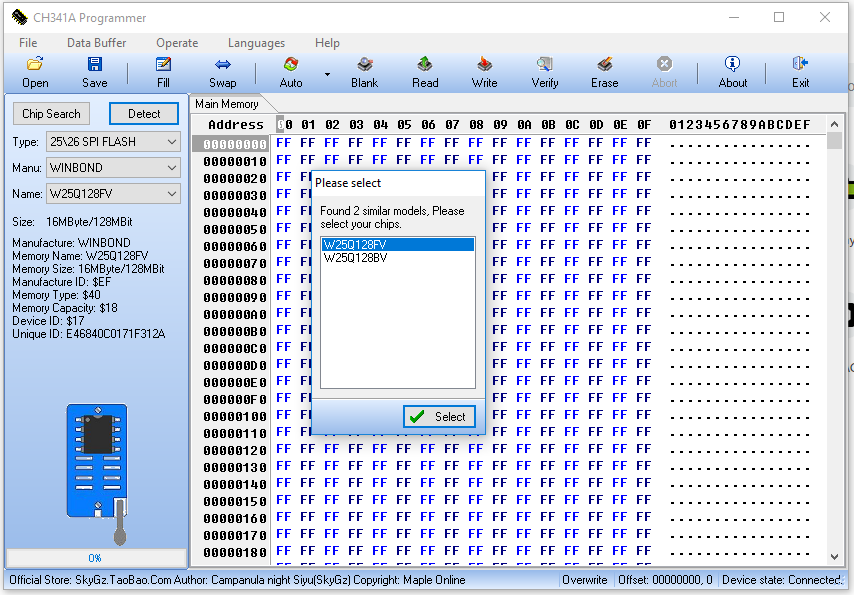 CH341A Programmer
File Data Buffer Operate Languages Help
Open Save Fill Swap Auto Blank Read Write Verify Erase Abort About Exit
Chip Search Detect
Type: 25\26 SPI FLASH
Manu: WINBOND
Name: W25Q128FV
Size: 16MByte/128MBit
Manufacture: WINBOND
Memory Name: W25Q128FV
Memory Size: 16MByte/128MBit
Manufacture ID: $EF
Memory Type: $40
Memory Capacity: $18
Device ID: $17
Unique ID: E46840C0171F312A
0%
Main Memory
Address 00 01 02 03 04 05 06 07 08 09 0A 0B 0C 0D 0E 0F 0123456789ABCDEF
00000000 FF FF FF FF FF FF FF FF FF FF FF FF FF FF FF FF ................
00000010 FF FF FF FF FF FF FF FF FF FF FF FF FF FF FF FF ................
00000020 FF FF FF FF FF FF FF FF ................
00000030 FF FF FF FF FF FF FF FF ................
00000040 FF FF FF FF FF FF FF FF ................
00000050 FF FF FF FF FF FF FF FF ................
00000060 FF FF FF FF FF FF FF FF ................
00000070 FF FF FF FF FF FF FF FF ................
00000080 FF FF FF FF FF FF FF FF ................
00000090 FF FF FF FF FF FF FF FF ................
000000A0 FF FF FF FF FF FF FF FF ................
000000B0 FF FF FF FF FF FF FF FF ................
000000C0 FF FF FF FF FF FF FF FF ................
000000D0 FF FF FF FF FF FF FF FF ................
000000E0 FF FF FF FF FF FF FF FF ................
000000F0 FF FF FF FF FF FF FF FF ................
00000100 FF FF FF FF FF FF FF FF ................
00000110 FF FF FF FF FF FF FF FF ................
00000120 FF FF FF FF FF FF FF FF FF FF FF FF FF FF FF FF ................
00000130 FF FF FF FF FF FF FF FF FF FF FF FF FF FF FF FF ................
00000140 FF FF FF FF FF FF FF FF FF FF FF FF FF FF FF FF ................
00000150 FF FF FF FF FF FF FF FF FF FF FF FF FF FF FF FF ................
00000160 FF FF FF FF FF FF FF FF FF FF FF FF FF FF FF FF ................
00000170 FF FF FF FF FF FF FF FF FF FF FF FF FF FF FF FF ................
00000180 FF FF FF FF FF FF FF FF FF FF FF FF FF FF FF FF ................
Please select
Found 2 similar models, Please
select your chips.
W25Q128FV
W25Q128BV
Select
Official Store: SkyGz.TaoBao.Com Author: Campanula night Siyu(SkyGz) Copyright: Maple Online Overwrite Offset: 00000000, 0 Device state: Connected.